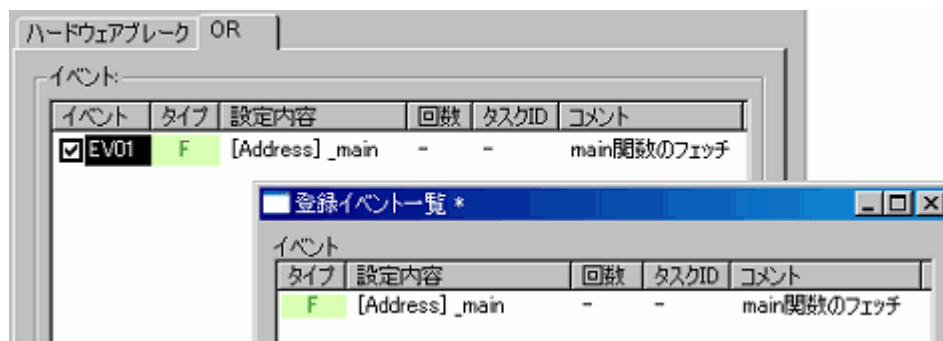 ハードウェアブレーク OR
イベント:
イベント タイプ 設定内容 回数 タスクID コメント
EV01 F [Address] _main - - main関数のフェッチ
登録イベント一覧 *
イベント
タイプ 設定内容 回数 タスクID コメント
F [Address] _main - - main関数のフェッチ